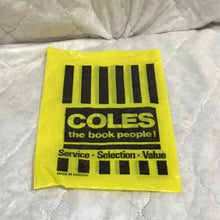 COLES
the book people!
Service • Selection • Value
MADE IN CANADA